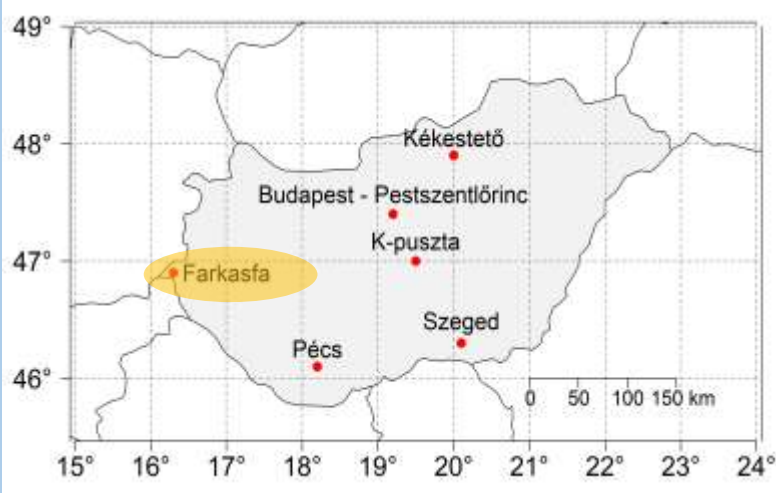 49°
48°
Kékestető
Budapest - Pestszentlőrinc
K-puszta
47°
Farkasfa
Szeged
Pécs
46°
0 50 100 150 km
15° 16° 17° 18° 19° 20° 21° 22° 23° 24°